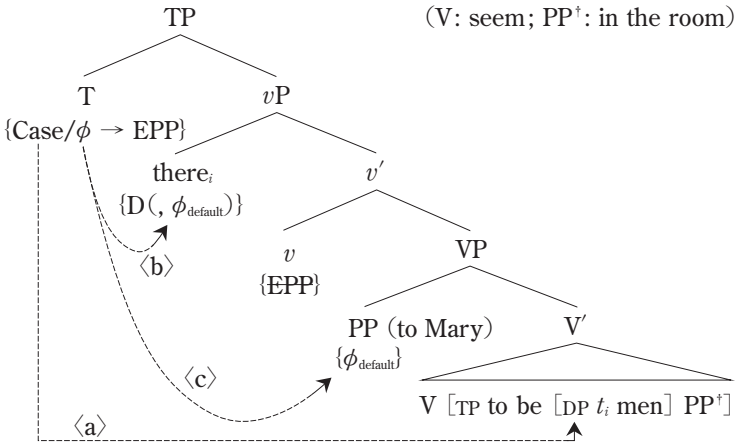 TP (V: seem; PP†: in the room)
T vP
{Case/ϕ → EPP}
thereᵢ v′
{D(, ϕdefault)}
v VP
⟨b⟩
{EPP}
PP (to Mary) V′
{ϕdefault}
⟨c⟩
V [TP to be [DP tᵢ men] PP†]
⟨a⟩